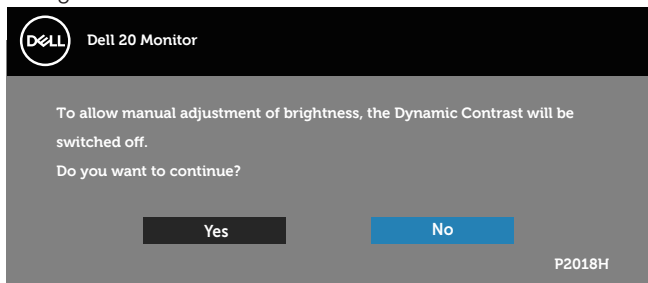 DELL
Dell 20 Monitor
To allow manual adjustment of brightness, the Dynamic Contrast will be
switched off.
Do you want to continue?
Yes No
P2018H